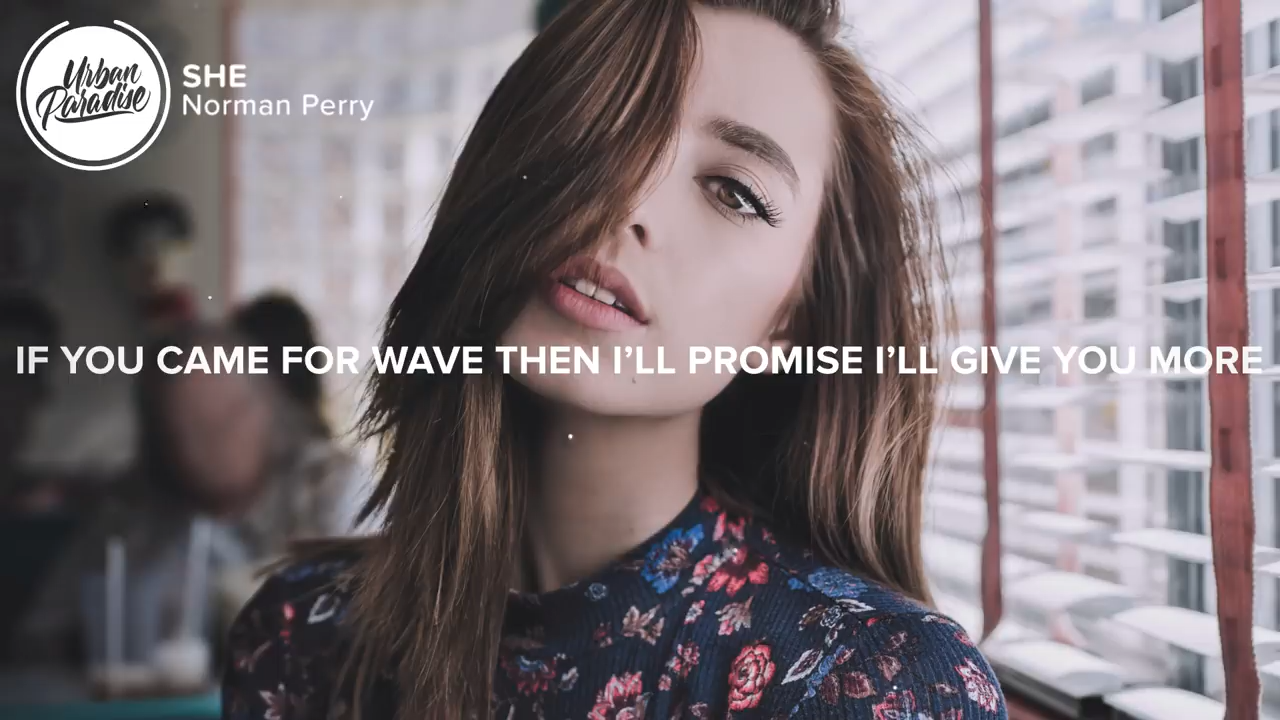 Urban
Paradise
SHE
Norman Perry
IF YOU CAME FOR WAVE THEN I’LL PROMISE I’LL GIVE YOU MORE